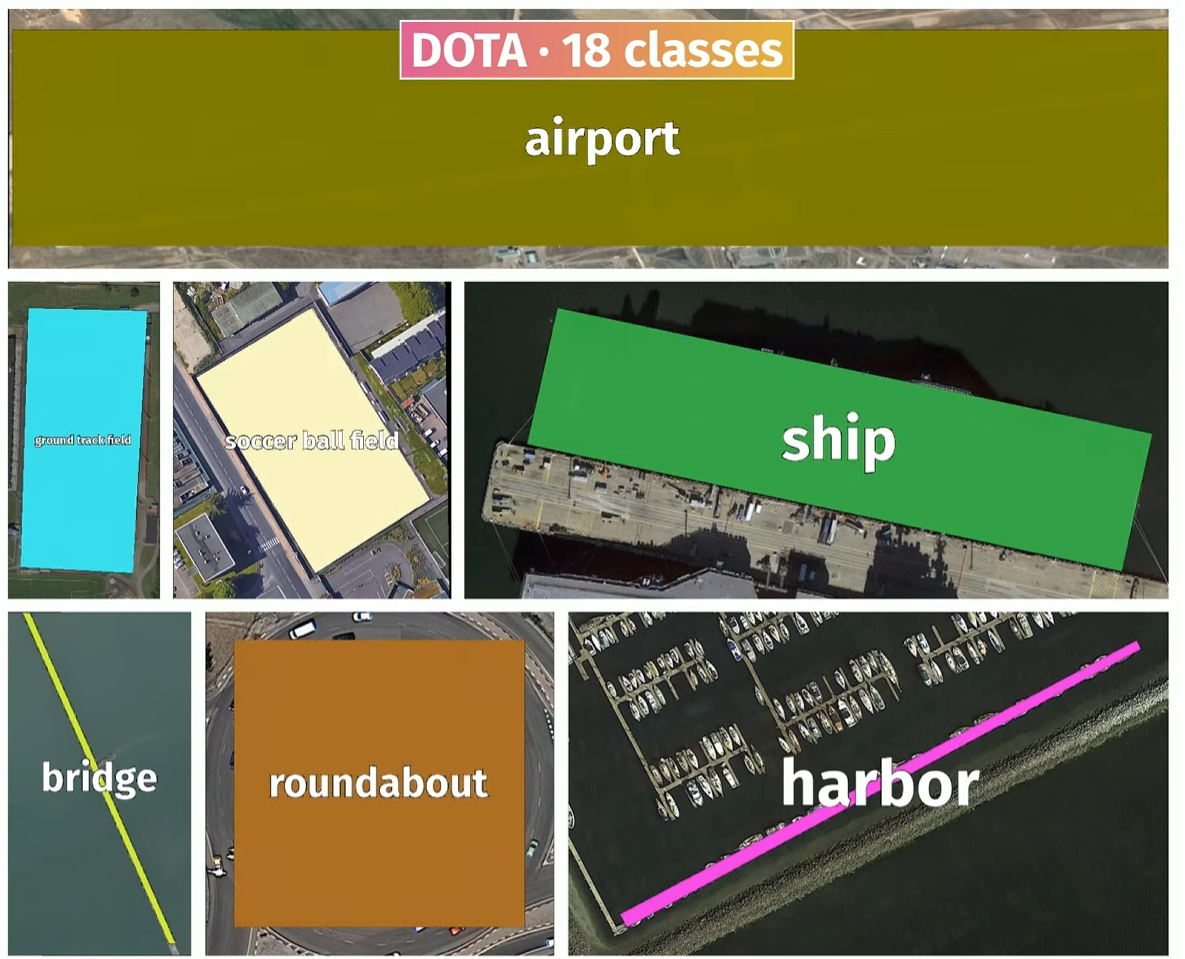 DOTA · 18 classes
airport
ground track field
soccer ball field
ship
bridge
roundabout
harbor